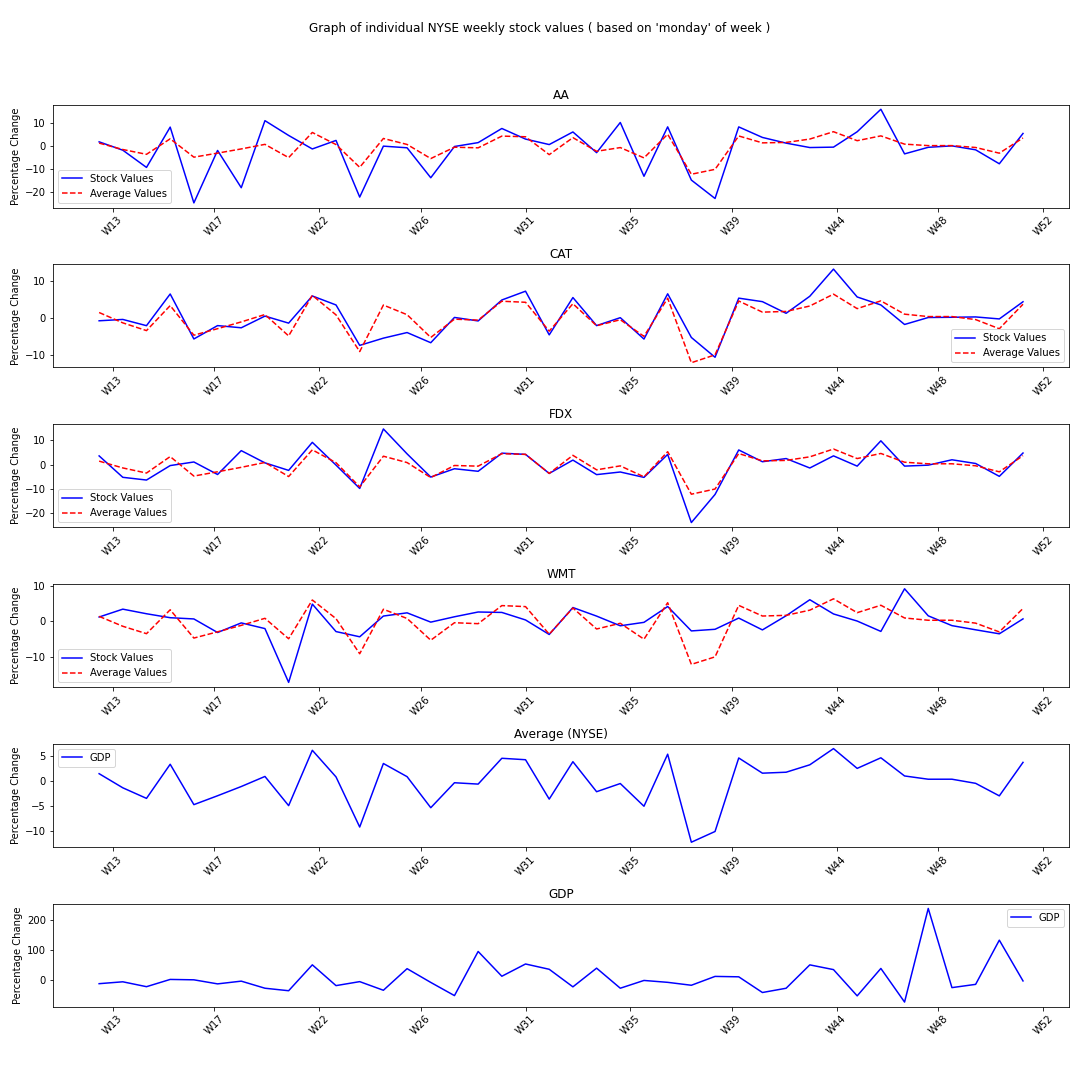 Graph of individual NYSE weekly stock values ( based on 'monday' of week )
AA
Percentage Change
10
0
−10
−20
Stock Values
Average Values
W13
W17
W22
W26
W31
W35
W39
W44
W48
W52
CAT
Percentage Change
10
0
−10
Stock Values
Average Values
W13
W17
W22
W26
W31
W35
W39
W44
W48
W52
FDX
Percentage Change
10
0
−10
−20
Stock Values
Average Values
W13
W17
W22
W26
W31
W35
W39
W44
W48
W52
WMT
Percentage Change
10
0
−10
Stock Values
Average Values
W13
W17
W22
W26
W31
W35
W39
W44
W48
W52
Average (NYSE)
Percentage Change
5
0
−5
−10
GDP
W13
W17
W22
W26
W31
W35
W39
W44
W48
W52
GDP
Percentage Change
200
100
0
GDP
W13
W17
W22
W26
W31
W35
W39
W44
W48
W52